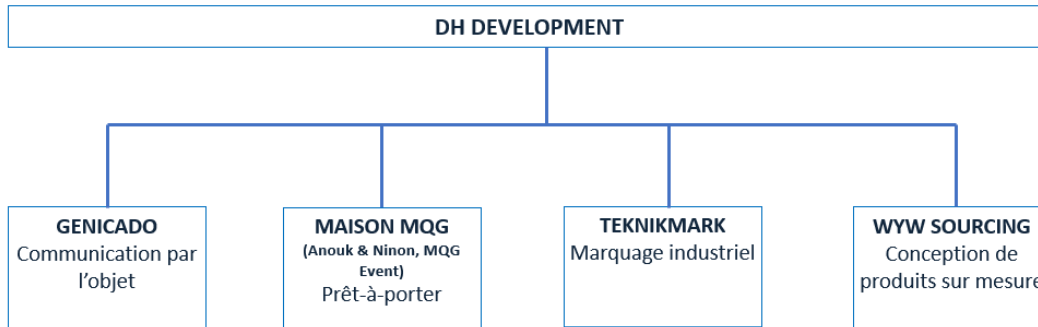 DH DEVELOPMENT
GENICADO
Communication par
l'objet
MAISON MQG
(Anouk & Ninon, MQG
Event)
Prêt-à-porter
TEKNIKMARK
Marquage industriel
WYW SOURCING
Conception de
produits sur mesure